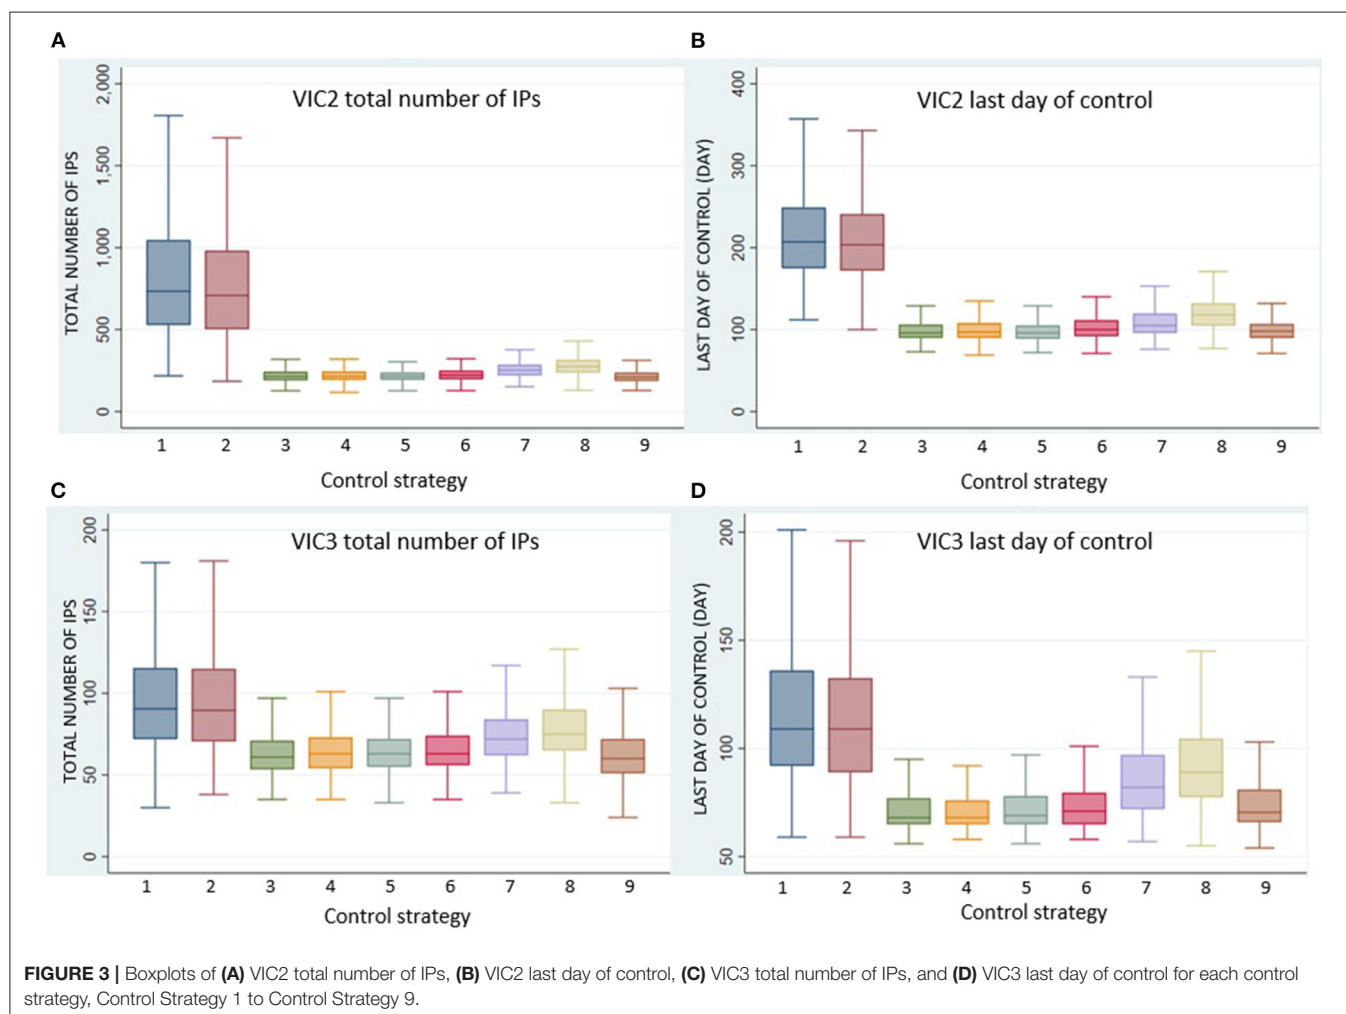 A
VIC2 total number of IPs
TOTAL NUMBER OF IPS
2,000
1,500
1,000
500
0
1 2 3 4 5 6 7 8 9
Control strategy
B
VIC2 last day of control
LAST DAY OF CONTROL (DAY)
400
300
200
100
0
1 2 3 4 5 6 7 8 9
Control strategy
C
VIC3 total number of IPs
TOTAL NUMBER OF IPS
200
150
100
50
0
1 2 3 4 5 6 7 8 9
Control strategy
D
VIC3 last day of control
LAST DAY OF CONTROL (DAY)
200
150
100
50
1 2 3 4 5 6 7 8 9
Control strategy
FIGURE 3 | Boxplots of (A) VIC2 total number of IPs, (B) VIC2 last day of control, (C) VIC3 total number of IPs, and (D) VIC3 last day of control for each control
strategy, Control Strategy 1 to Control Strategy 9.